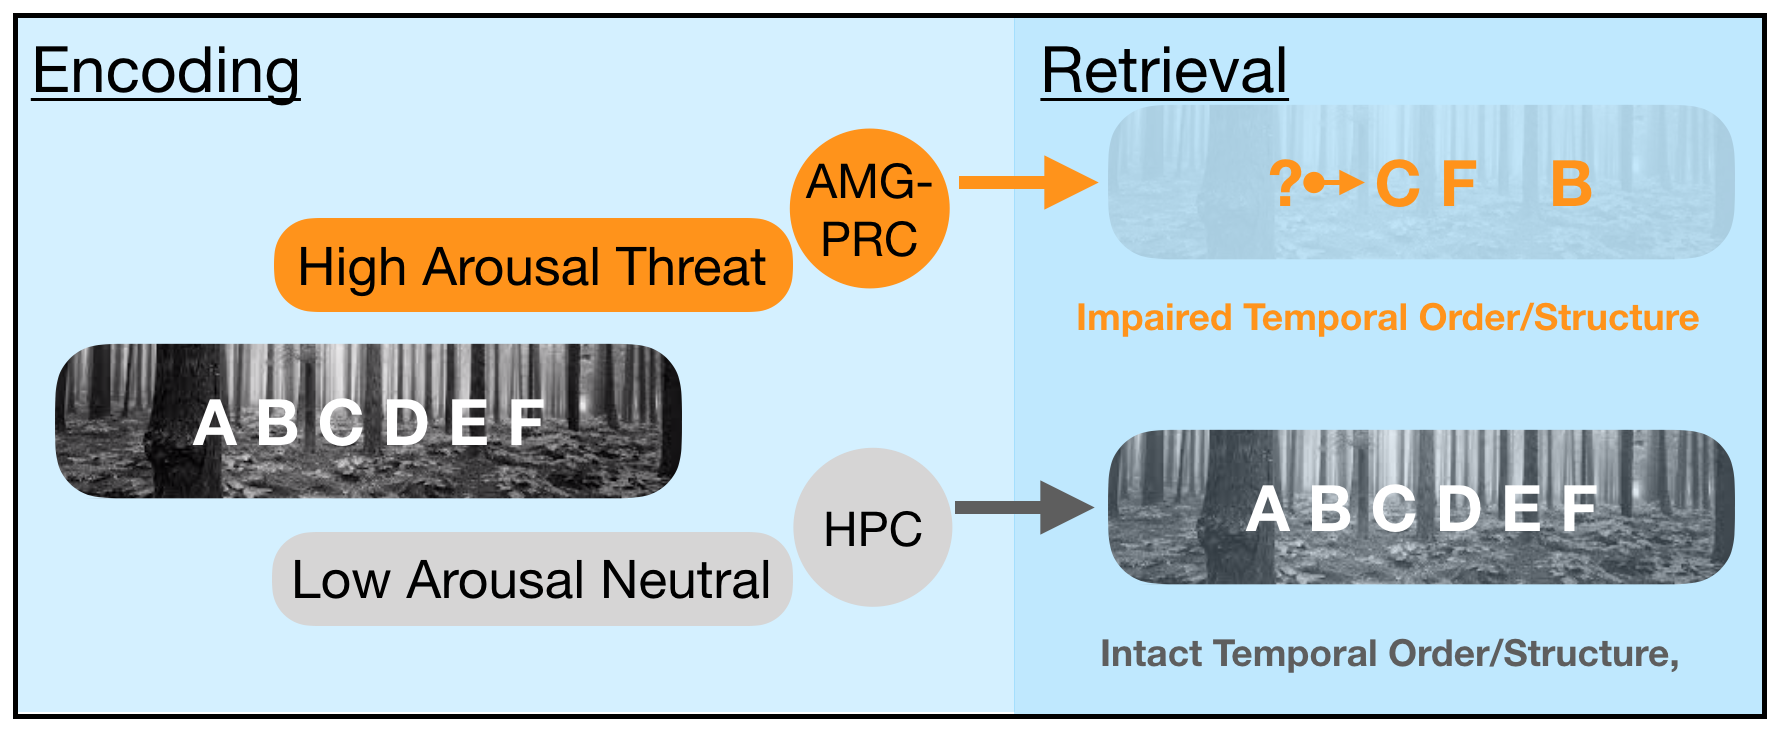 Encoding
Retrieval
AMG-
PRC
High Arousal Threat
? C F B
Impaired Temporal Order/Structure
A B C D E F
HPC
Low Arousal Neutral
A B C D E F
Intact Temporal Order/Structure,